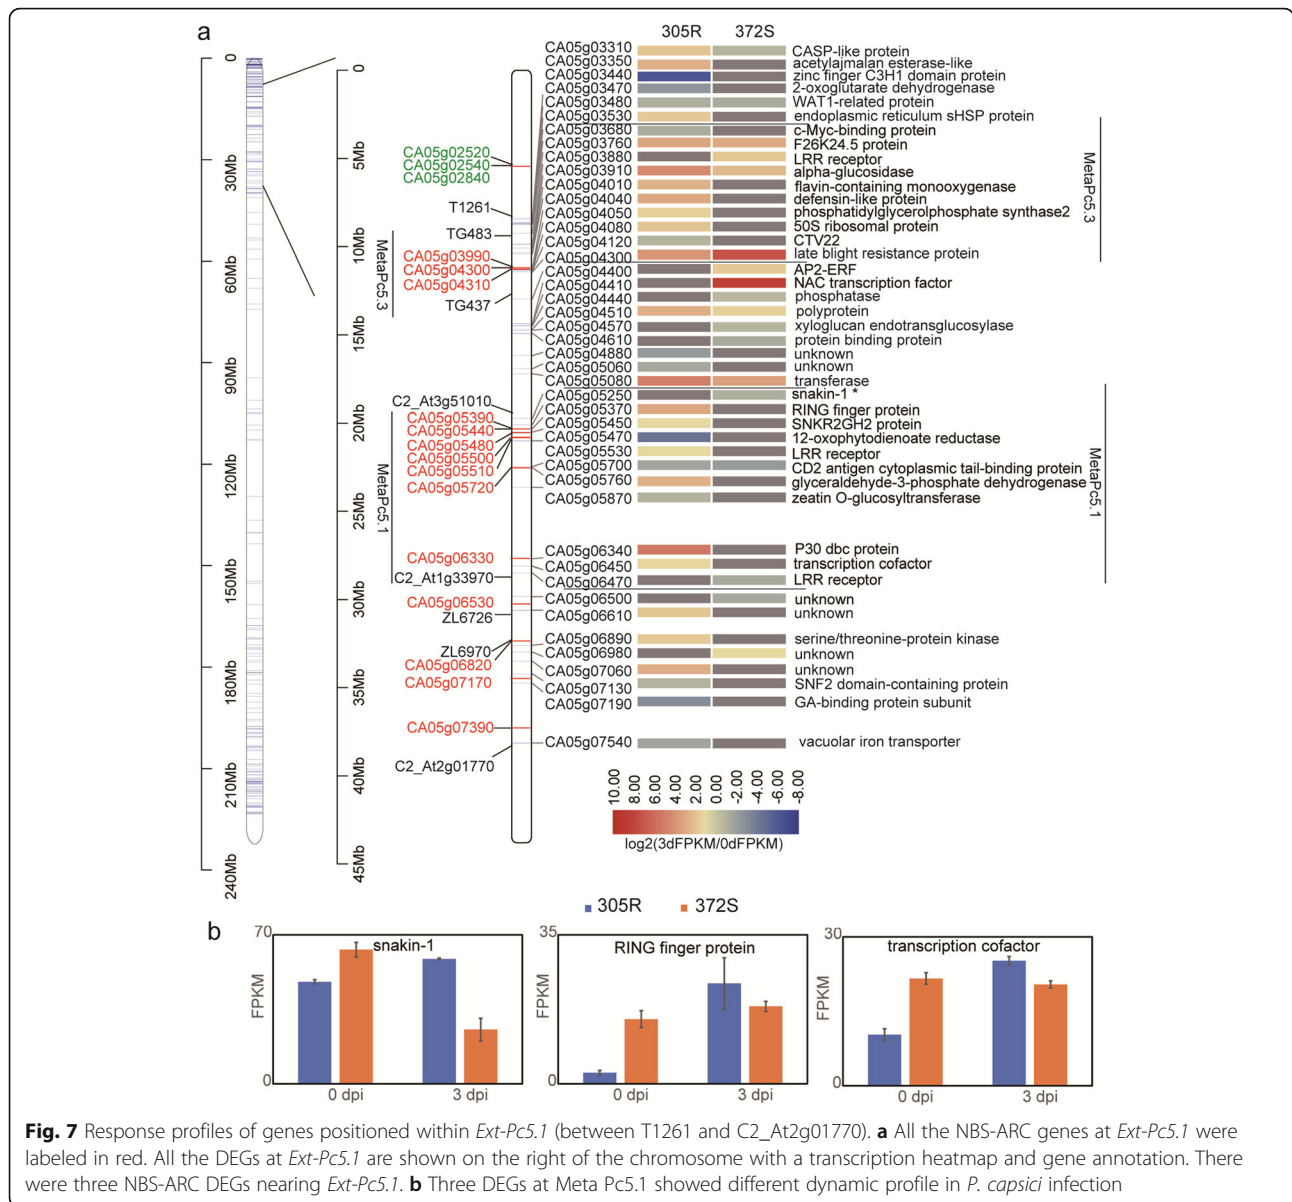 a
305R 372S
0
30Mb
60Mb
90Mb
120Mb
150Mb
180Mb
210Mb
240Mb
0
5Mb
10Mb
15Mb
20Mb
25Mb
30Mb
35Mb
40Mb
45Mb
CA05g02520
CA05g02540
CA05g02840
T1261
TG483
CA05g03990
CA05g04300
CA05g04310
TG437
MetaPc5.3
C2_At3g51010
CA05g05390
CA05g05440
CA05g05480
CA05g05500
CA05g05510
CA05g05720
MetaPc5.1
CA05g06330
C2_At1g33970
CA05g06530
ZL6726
ZL6970
CA05g06820
CA05g07170
CA05g07390
C2_At2g01770
CA05g03310 CASP-like protein
CA05g03350 acetylajmalan esterase-like
CA05g03440 zinc finger C3H1 domain protein
CA05g03470 2-oxoglutarate dehydrogenase
CA05g03480 WAT1-related protein
CA05g03530 endoplasmic reticulum sHSP protein
CA05g03680 c-Myc-binding protein
CA05g03760 F26K24.5 protein
CA05g03880 LRR receptor
CA05g03910 alpha-glucosidase
CA05g04010 flavin-containing monooxygenase
CA05g04040 defensin-like protein
CA05g04050 phosphatidylglycerolphosphate synthase2
CA05g04080 50S ribosomal protein
CA05g04120 CTV22
CA05g04300 late blight resistance protein
CA05g04400 AP2-ERF
CA05g04410 NAC transcription factor
CA05g04440 phosphatase
CA05g04510 polyprotein
CA05g04570 xyloglucan endotransglucosylase
CA05g04610 protein binding protein
CA05g04880 unknown
CA05g05060 unknown
CA05g05080 transferase
CA05g05250 snakin-1 *
CA05g05370 RING finger protein
CA05g05450 SNKR2GH2 protein
CA05g05470 12-oxophytodienoate reductase
CA05g05530 LRR receptor
CA05g05700 CD2 antigen cytoplasmic tail-binding protein
CA05g05760 glyceraldehyde-3-phosphate dehydrogenase
CA05g05870 zeatin O-glucosyltransferase
CA05g06340 P30 dbc protein
CA05g06450 transcription cofactor
CA05g06470 LRR receptor
CA05g06500 unknown
CA05g06610 unknown
CA05g06890 serine/threonine-protein kinase
CA05g06980 unknown
CA05g07060 unknown
CA05g07130 SNF2 domain-containing protein
CA05g07190 GA-binding protein subunit
CA05g07540 vacuolar iron transporter
MetaPc5.3
MetaPc5.1
10.00 8.00 6.00 4.00 2.00 0.00 -2.00 -4.00 -6.00 -8.00
log2(3dFPKM/0dFPKM)
b
305R 372S
70
snakin-1
FPKM
0
0 dpi 3 dpi
35
RING finger protein
FPKM
0
0 dpi 3 dpi
30
transcription cofactor
FPKM
0
0 dpi 3 dpi
Fig. 7 Response profiles of genes positioned within Ext-Pc5.1 (between T1261 and C2_At2g01770). a All the NBS-ARC genes at Ext-Pc5.1 were
labeled in red. All the DEGs at Ext-Pc5.1 are shown on the right of the chromosome with a transcription heatmap and gene annotation. There
were three NBS-ARC DEGs nearing Ext-Pc5.1. b Three DEGs at Meta Pc5.1 showed different dynamic profile in P. capsici infection